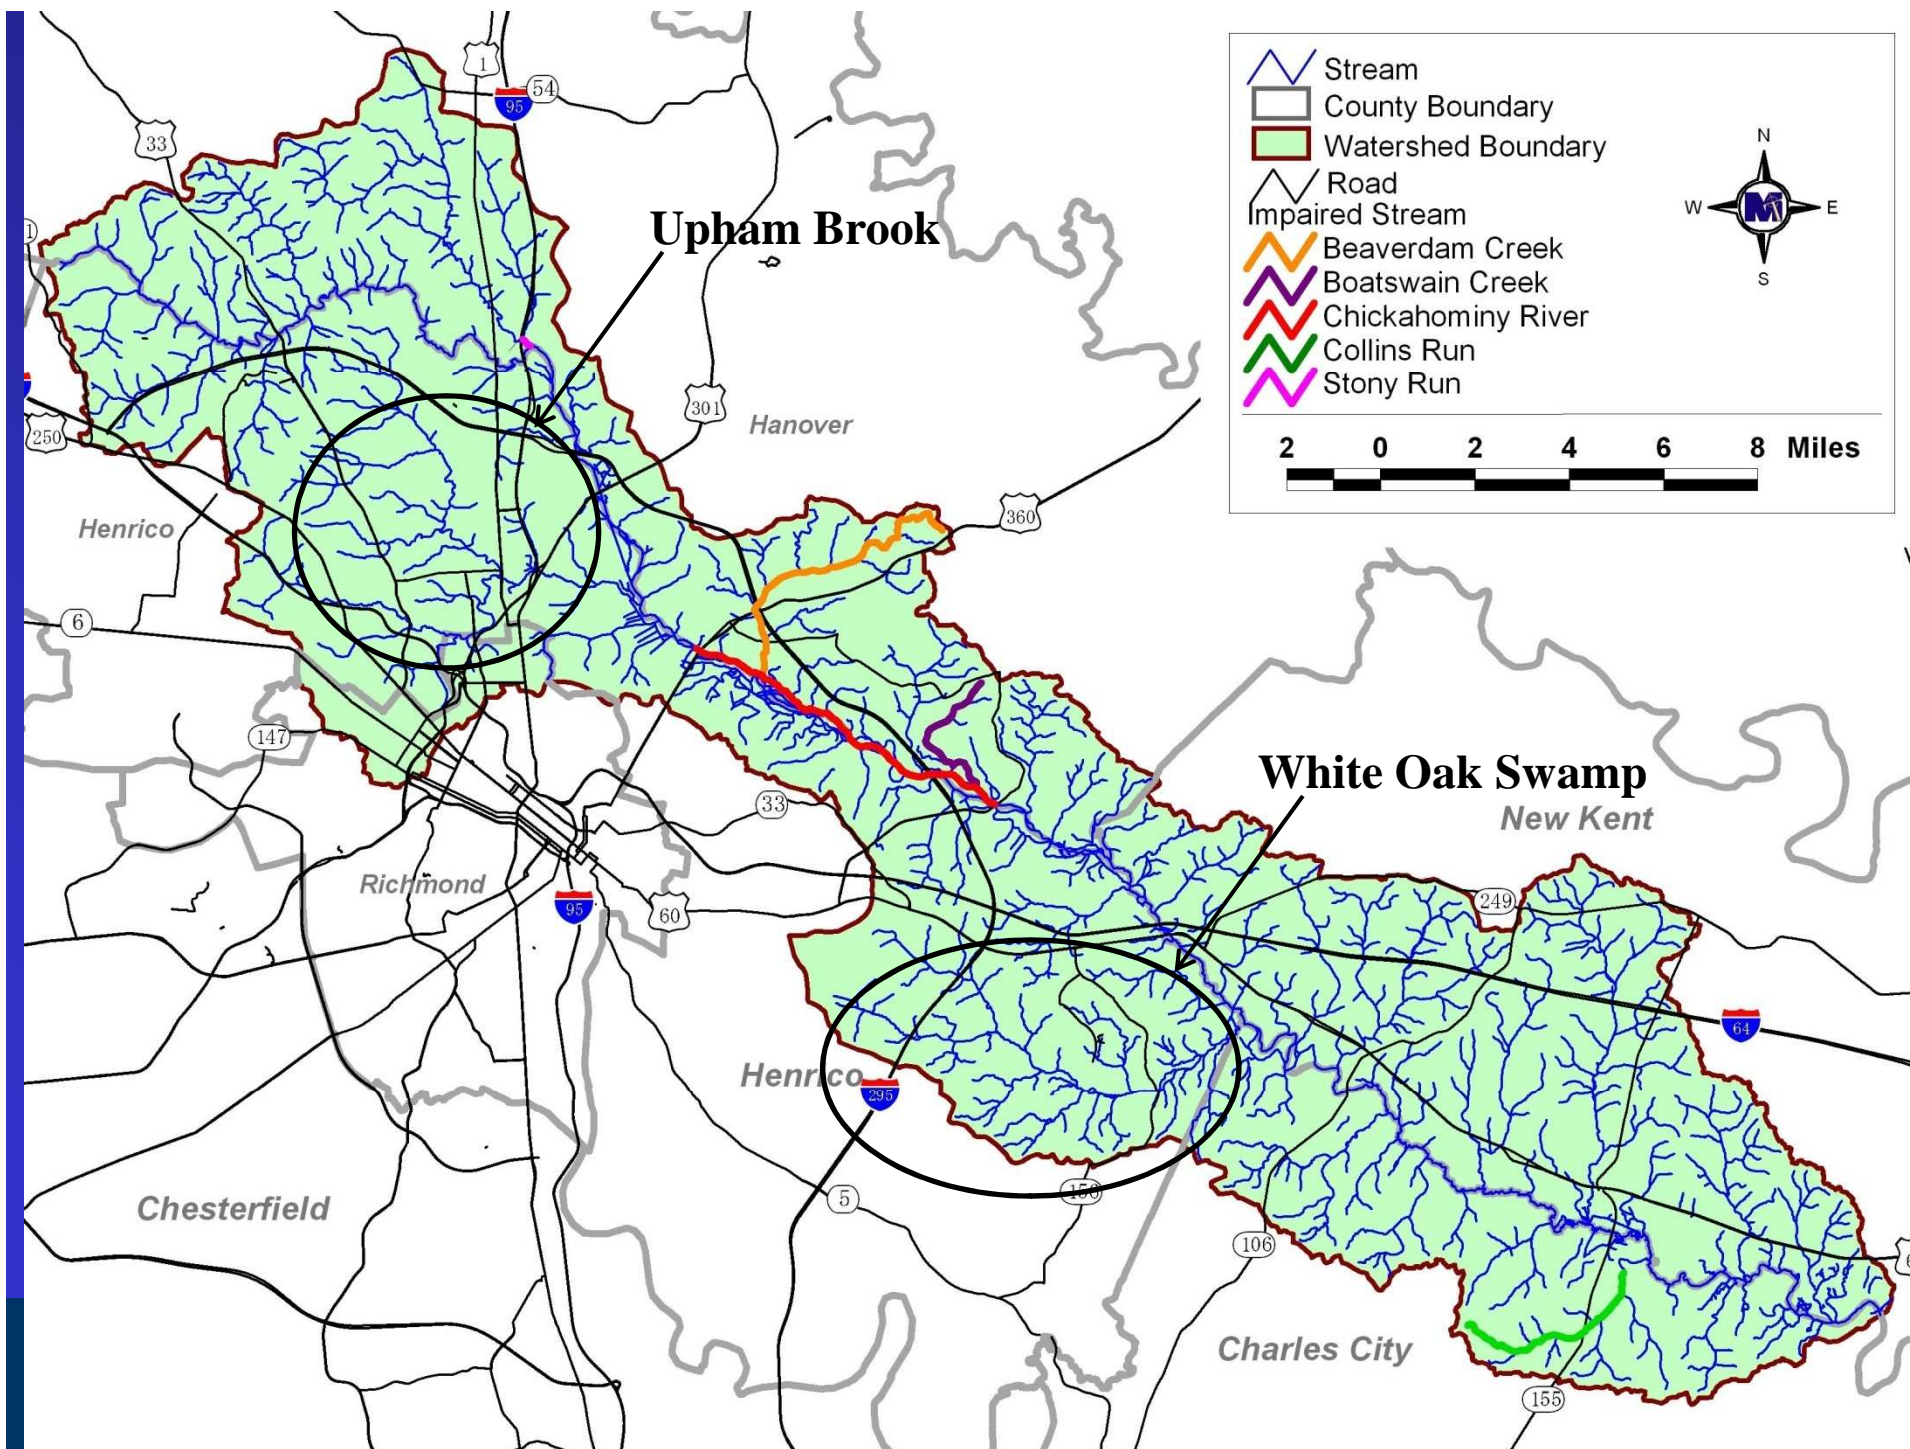 1
54
95
33
Upham Brook
1
301
Hanover
250
Henrico
360
6
147
33
White Oak Swamp
New Kent
Richmond
95
60
249
64
Henrico
295
Chesterfield
5
156
106
Charles City
155
6
Stream
County Boundary
Watershed Boundary
Road
Impaired Stream
Beaverdam Creek
Boatswain Creek
Chickahominy River
Collins Run
Stony Run
N
W
M
E
S
2 0 2 4 6 8 Miles